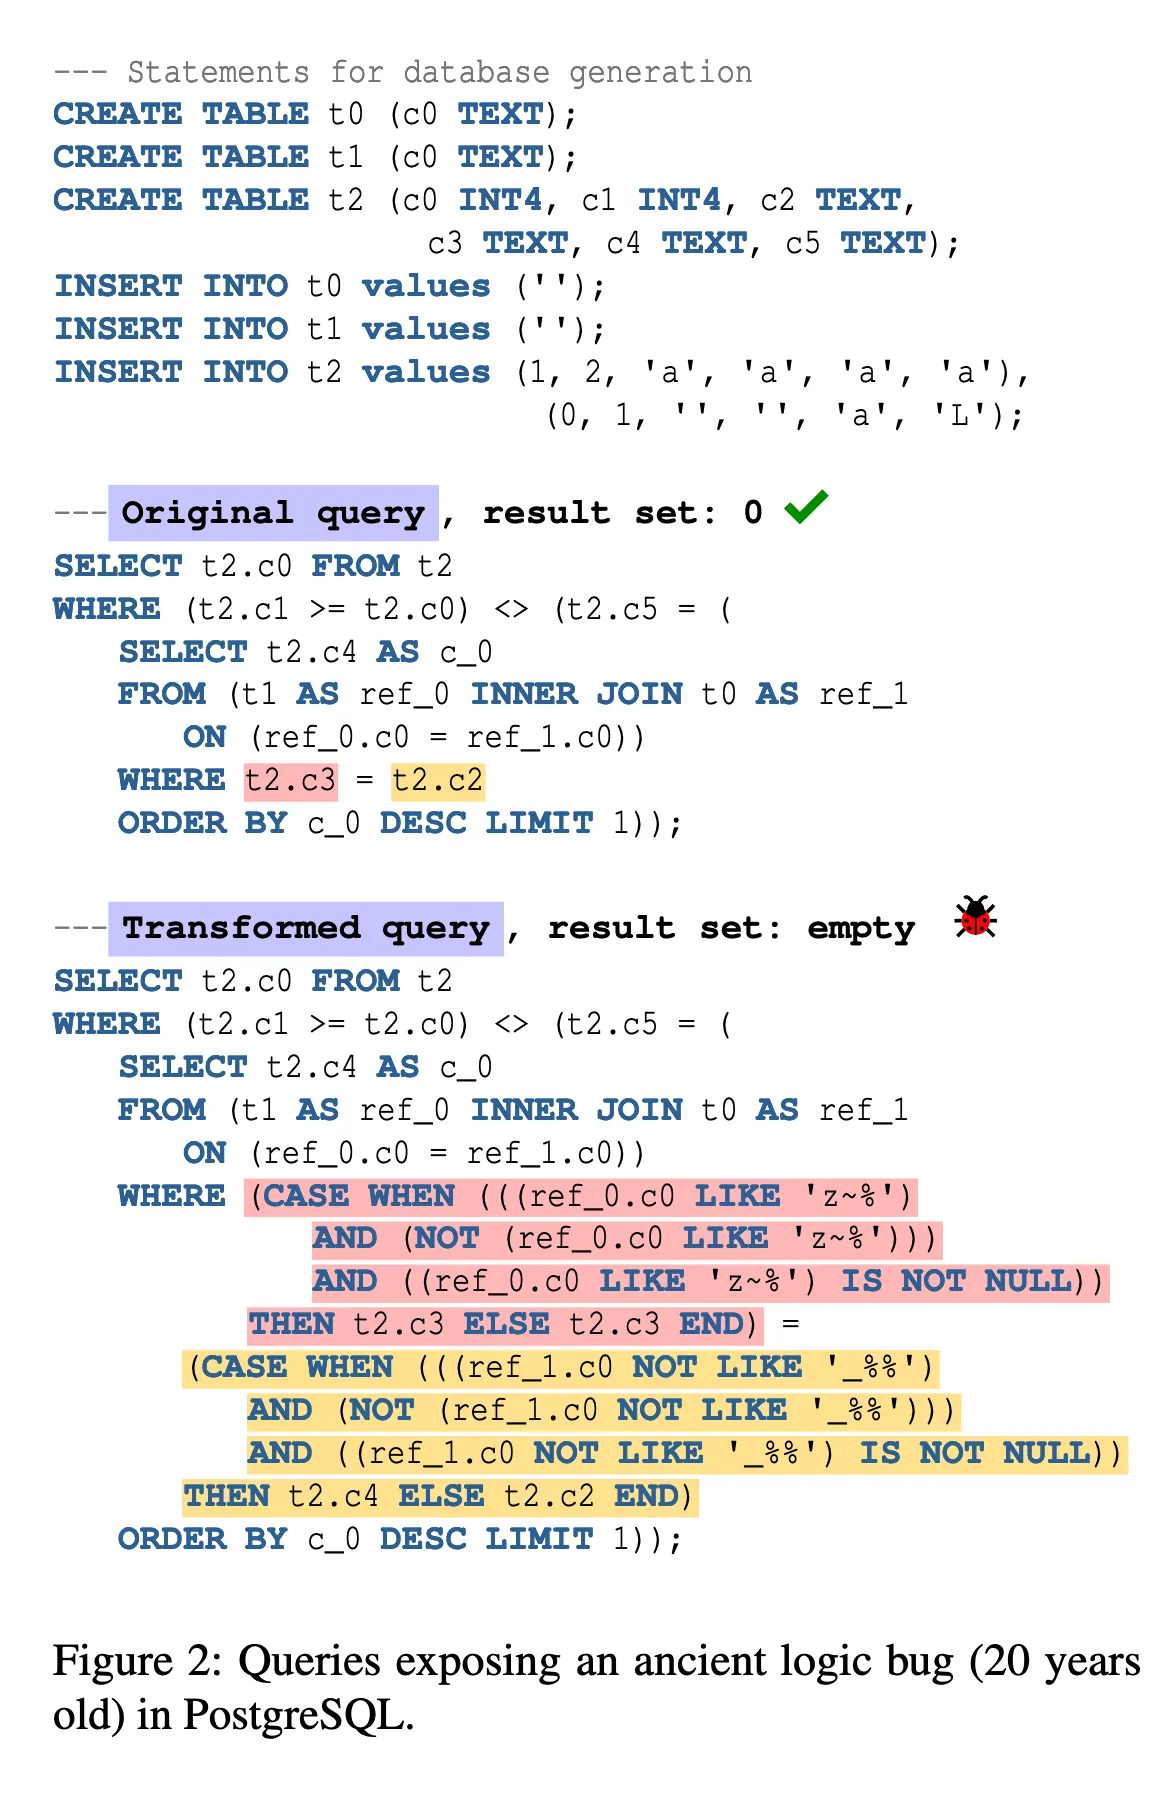 --- Statements for database generation
CREATE TABLE t0 (c0 TEXT);
CREATE TABLE t1 (c0 TEXT);
CREATE TABLE t2 (c0 INT4, c1 INT4, c2 TEXT,
c3 TEXT, c4 TEXT, c5 TEXT);
INSERT INTO t0 values ('');
INSERT INTO t1 values ('');
INSERT INTO t2 values (1, 2, 'a', 'a', 'a', 'a'),
(0, 1, '', '', 'a', 'L');
--- Original query, result set: 0
SELECT t2.c0 FROM t2
WHERE (t2.c1 >= t2.c0) <> (t2.c5 = (
SELECT t2.c4 AS c_0
FROM (t1 AS ref_0 INNER JOIN t0 AS ref_1
ON (ref_0.c0 = ref_1.c0))
WHERE t2.c3 = t2.c2
ORDER BY c_0 DESC LIMIT 1));
--- Transformed query, result set: empty
SELECT t2.c0 FROM t2
WHERE (t2.c1 >= t2.c0) <> (t2.c5 = (
SELECT t2.c4 AS c_0
FROM (t1 AS ref_0 INNER JOIN t0 AS ref_1
ON (ref_0.c0 = ref_1.c0))
WHERE (CASE WHEN (((ref_0.c0 LIKE 'z~%')
AND (NOT (ref_0.c0 LIKE 'z~%')))
AND ((ref_0.c0 LIKE 'z~%') IS NOT NULL))
THEN t2.c3 ELSE t2.c3 END) =
(CASE WHEN (((ref_1.c0 NOT LIKE '_%%')
AND (NOT (ref_1.c0 NOT LIKE '_%%')))
AND ((ref_1.c0 NOT LIKE '_%%') IS NOT NULL))
THEN t2.c4 ELSE t2.c2 END)
ORDER BY c_0 DESC LIMIT 1));
Figure 2: Queries exposing an ancient logic bug (20 years
old) in PostgreSQL.